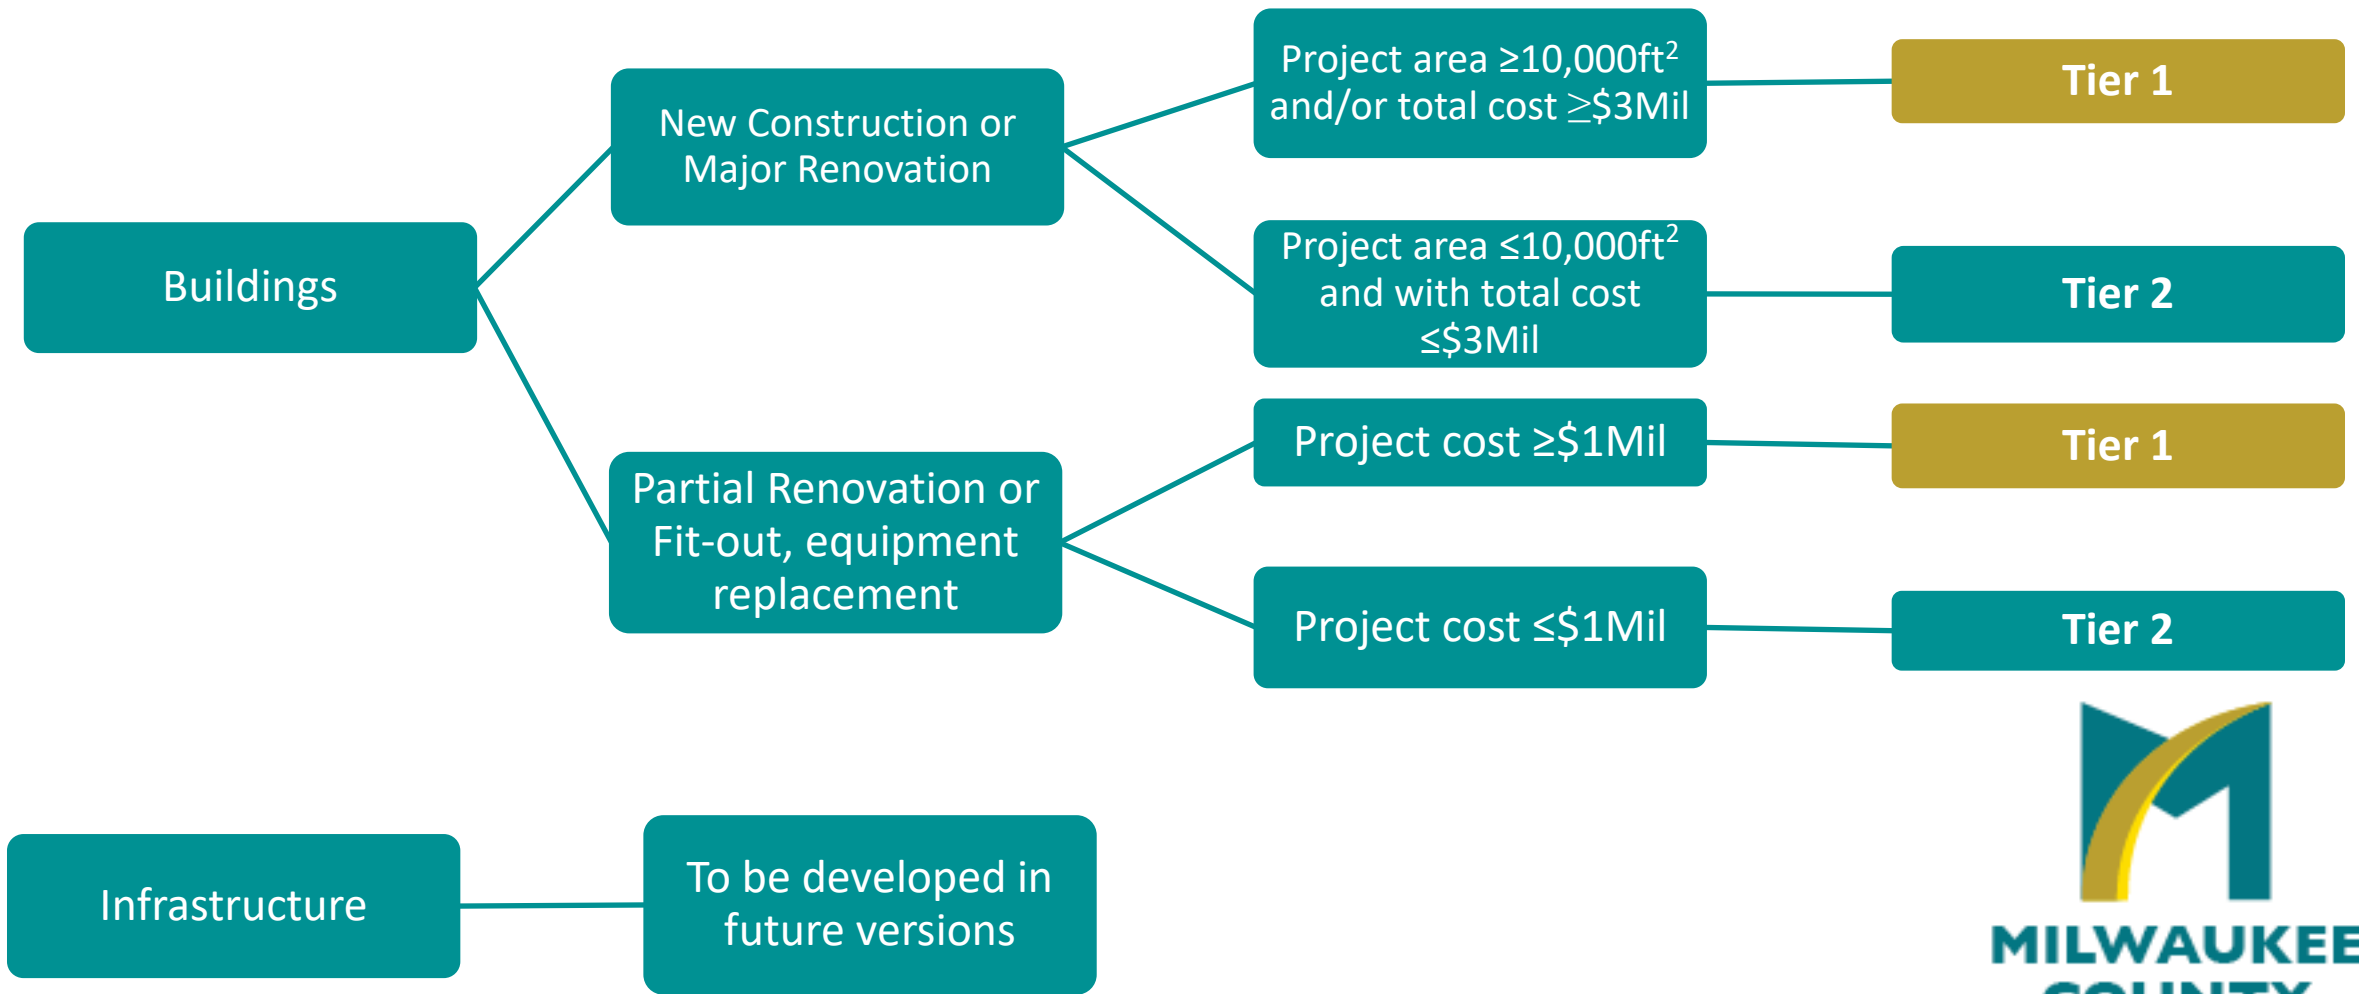 Buildings
New Construction or
Major Renovation
Project area ≥10,000ft²
and/or total cost ≥$3Mil
Tier 1
Project area ≤10,000ft²
and with total cost
≤$3Mil
Tier 2
Partial Renovation or
Fit-out, equipment
replacement
Project cost ≥$1Mil
Tier 1
Project cost ≤$1Mil
Tier 2
Infrastructure
To be developed in
future versions
MILWAUKEE
COUNTY